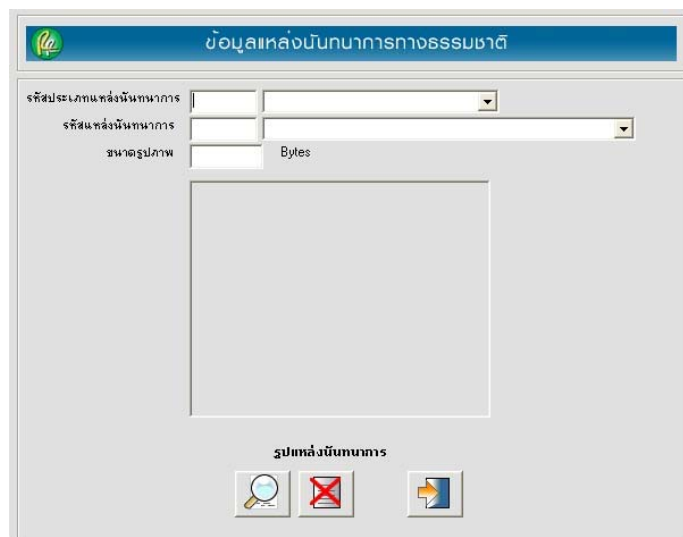 ข้อมูลแหล่งนันทนาการทางธรรมชาติ
รหัสประเภทแหล่งนันทนาการ
รหัสแหล่งนันทนาการ
ขนาดรูปภาพ Bytes
รูปแหล่งนันทนาการ